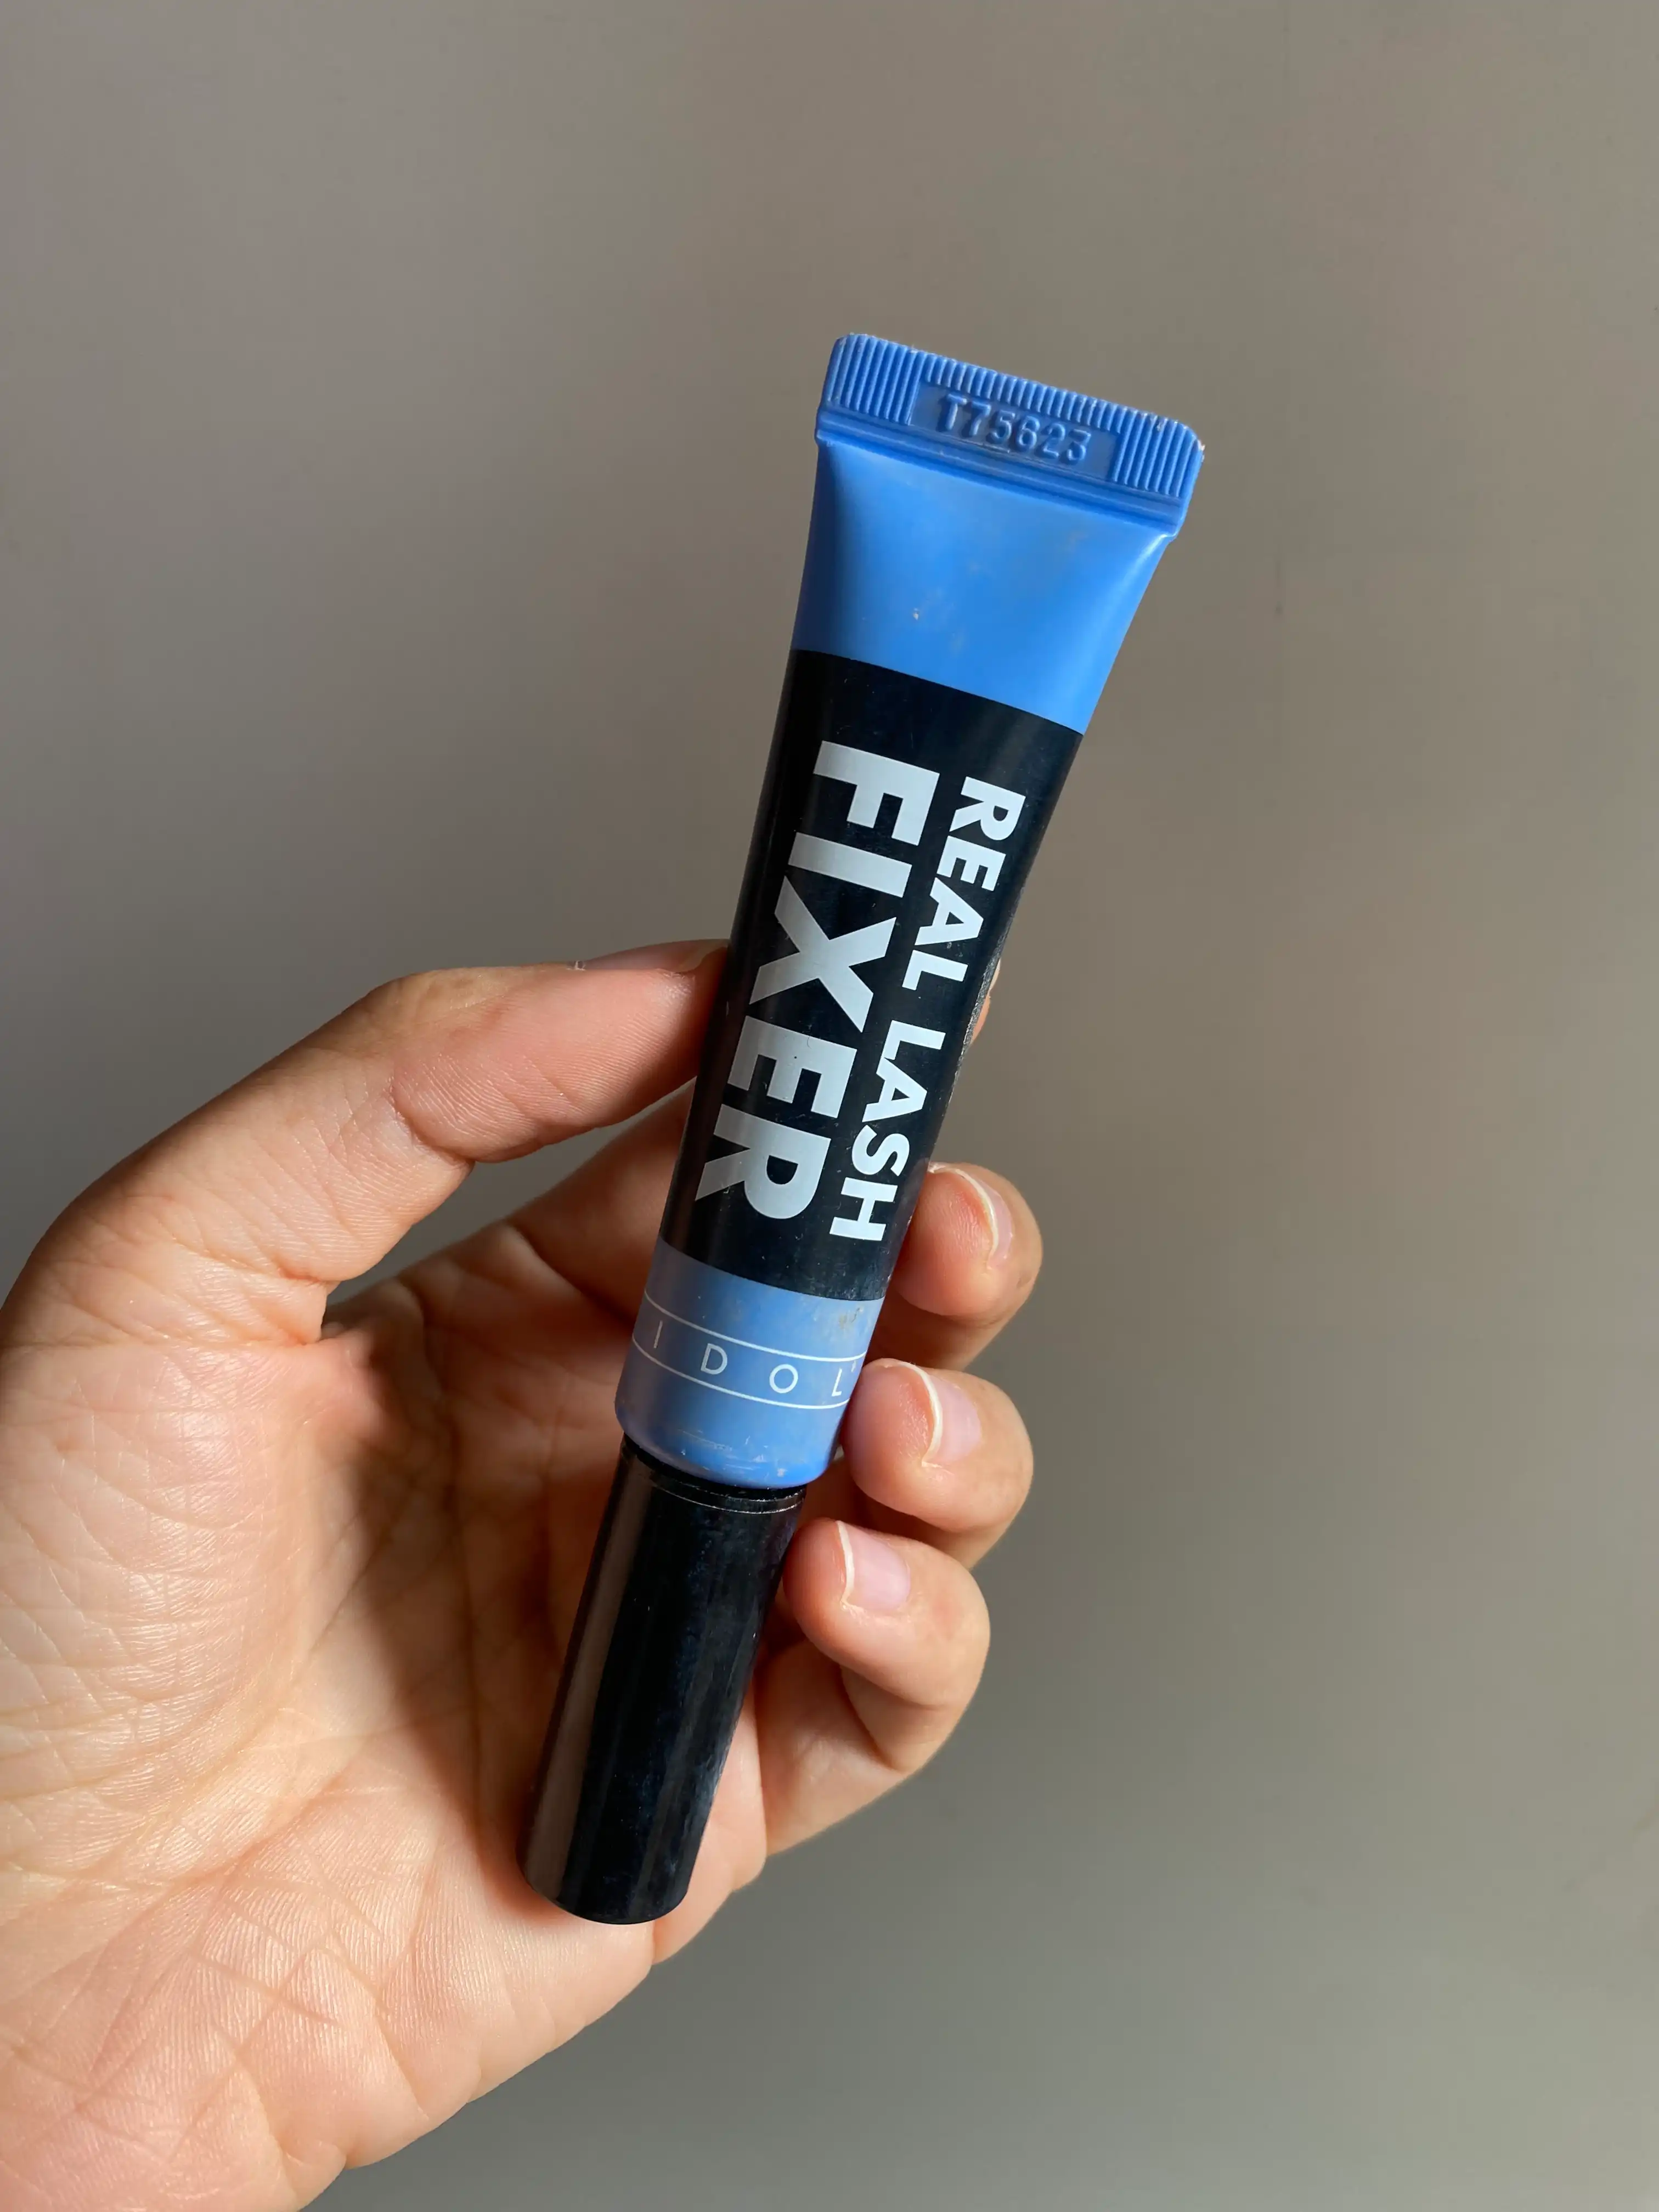 T75623
REAL LASH
FIXER
IDOL